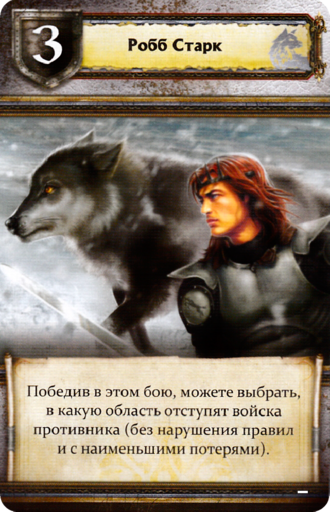 3
Робб Старк
Победив в этом бою, можете выбрать,
в какую область отступят войска
противника (без нарушения правил
и с наименьшими потерями).